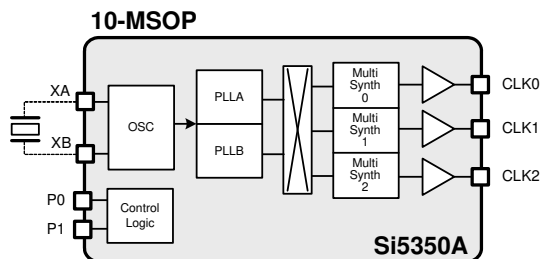 10-MSOP
XA
XB
OSC
PLLA
PLLB
Multi
Synth
0
Multi
Synth
1
Multi
Synth
2
CLK0
CLK1
CLK2
P0
P1
Control
Logic
Si5350A